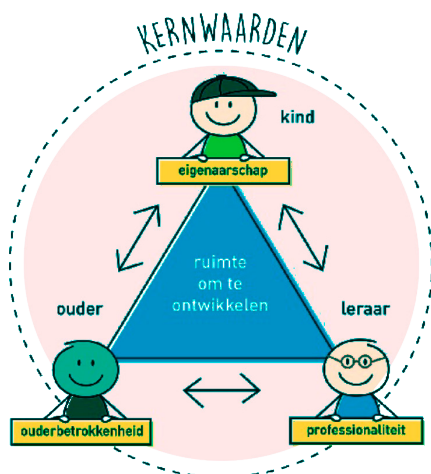 KERNWAARDEN
kind
eigenaarschap
ruimte
om te
ontwikkelen
ouder
leraar
ouderbetrokkenheid
professionaliteit